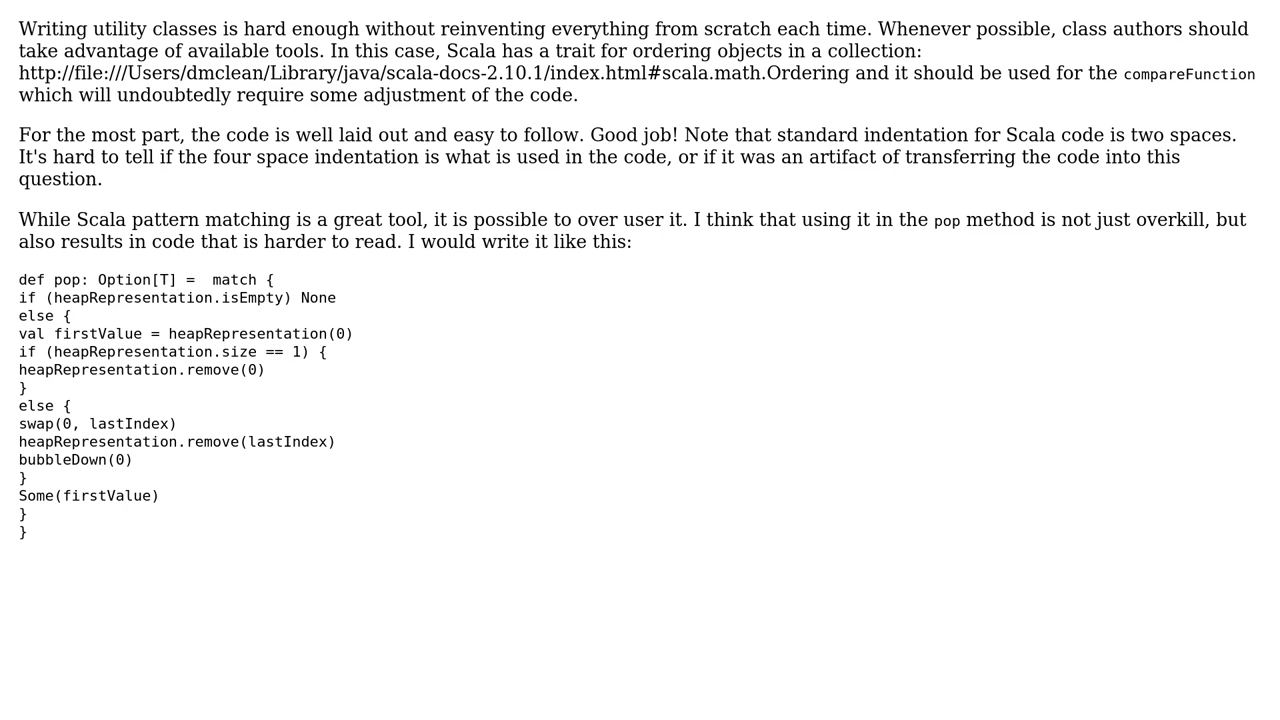 Writing utility classes is hard enough without reinventing everything from scratch each time. Whenever possible, class authors should
take advantage of available tools. In this case, Scala has a trait for ordering objects in a collection:
http://file:///Users/dmclean/Library/java/scala-docs-2.10.1/index.html#scala.math.Ordering and it should be used for the compareFunction
which will undoubtedly require some adjustment of the code.
For the most part, the code is well laid out and easy to follow. Good job! Note that standard indentation for Scala code is two spaces.
It's hard to tell if the four space indentation is what is used in the code, or if it was an artifact of transferring the code into this
question.
While Scala pattern matching is a great tool, it is possible to over user it. I think that using it in the pop method is not just overkill, but
also results in code that is harder to read. I would write it like this:
def pop: Option[T] =  match {
if (heapRepresentation.isEmpty) None
else {
val firstValue = heapRepresentation(0)
if (heapRepresentation.size == 1) {
heapRepresentation.remove(0)
}
else {
swap(0, lastIndex)
heapRepresentation.remove(lastIndex)
bubbleDown(0)
}
Some(firstValue)
}
}